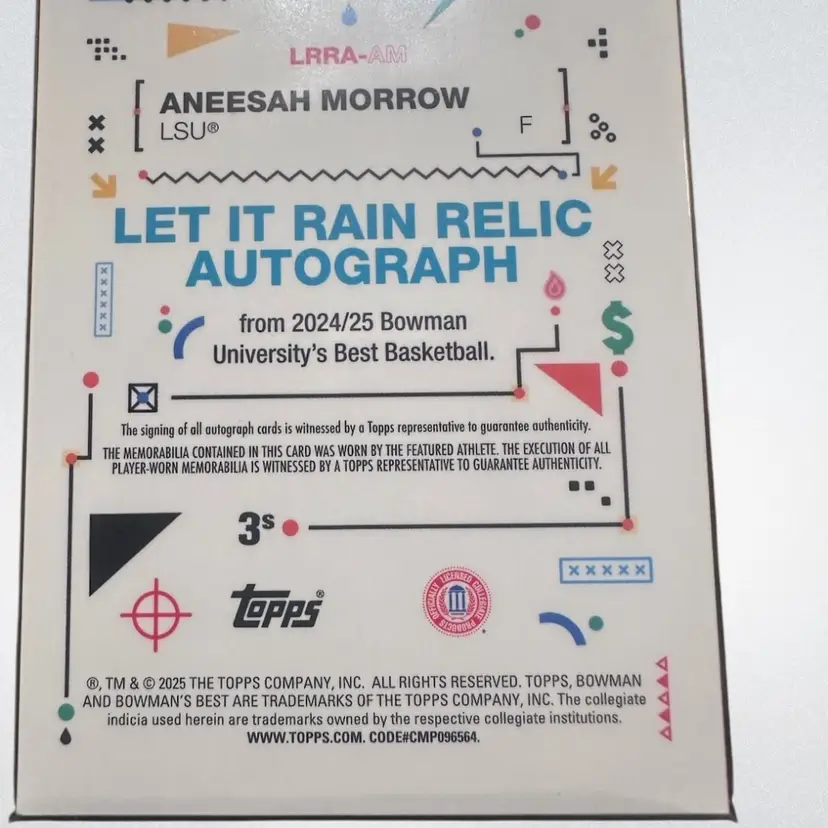 LRRA-AM
ANEESAH MORROW
LSU®
F
LET IT RAIN RELIC
AUTOGRAPH
from 2024/25 Bowman
University's Best Basketball.
The signing of all autograph cards is witnessed by a Topps representative to guarantee authenticity.
THE MEMORABILIA CONTAINED IN THIS CARD WAS WORN BY THE FEATURED ATHLETE. THE EXECUTION OF ALL
PLAYER-WORN MEMORABILIA IS WITNESSED BY A TOPPS REPRESENTATIVE TO GUARANTEE AUTHENTICITY.
3s
topps®
OFFICIALLY LICENSED COLLEGIATE PRODUCTS
®, TM & © 2025 THE TOPPS COMPANY, INC. ALL RIGHTS RESERVED. TOPPS, BOWMAN
AND BOWMAN'S BEST ARE TRADEMARKS OF THE TOPPS COMPANY, INC. The collegiate
indicia used herein are trademarks owned by the respective collegiate institutions.
WWW.TOPPS.COM. CODE#CMP096564.